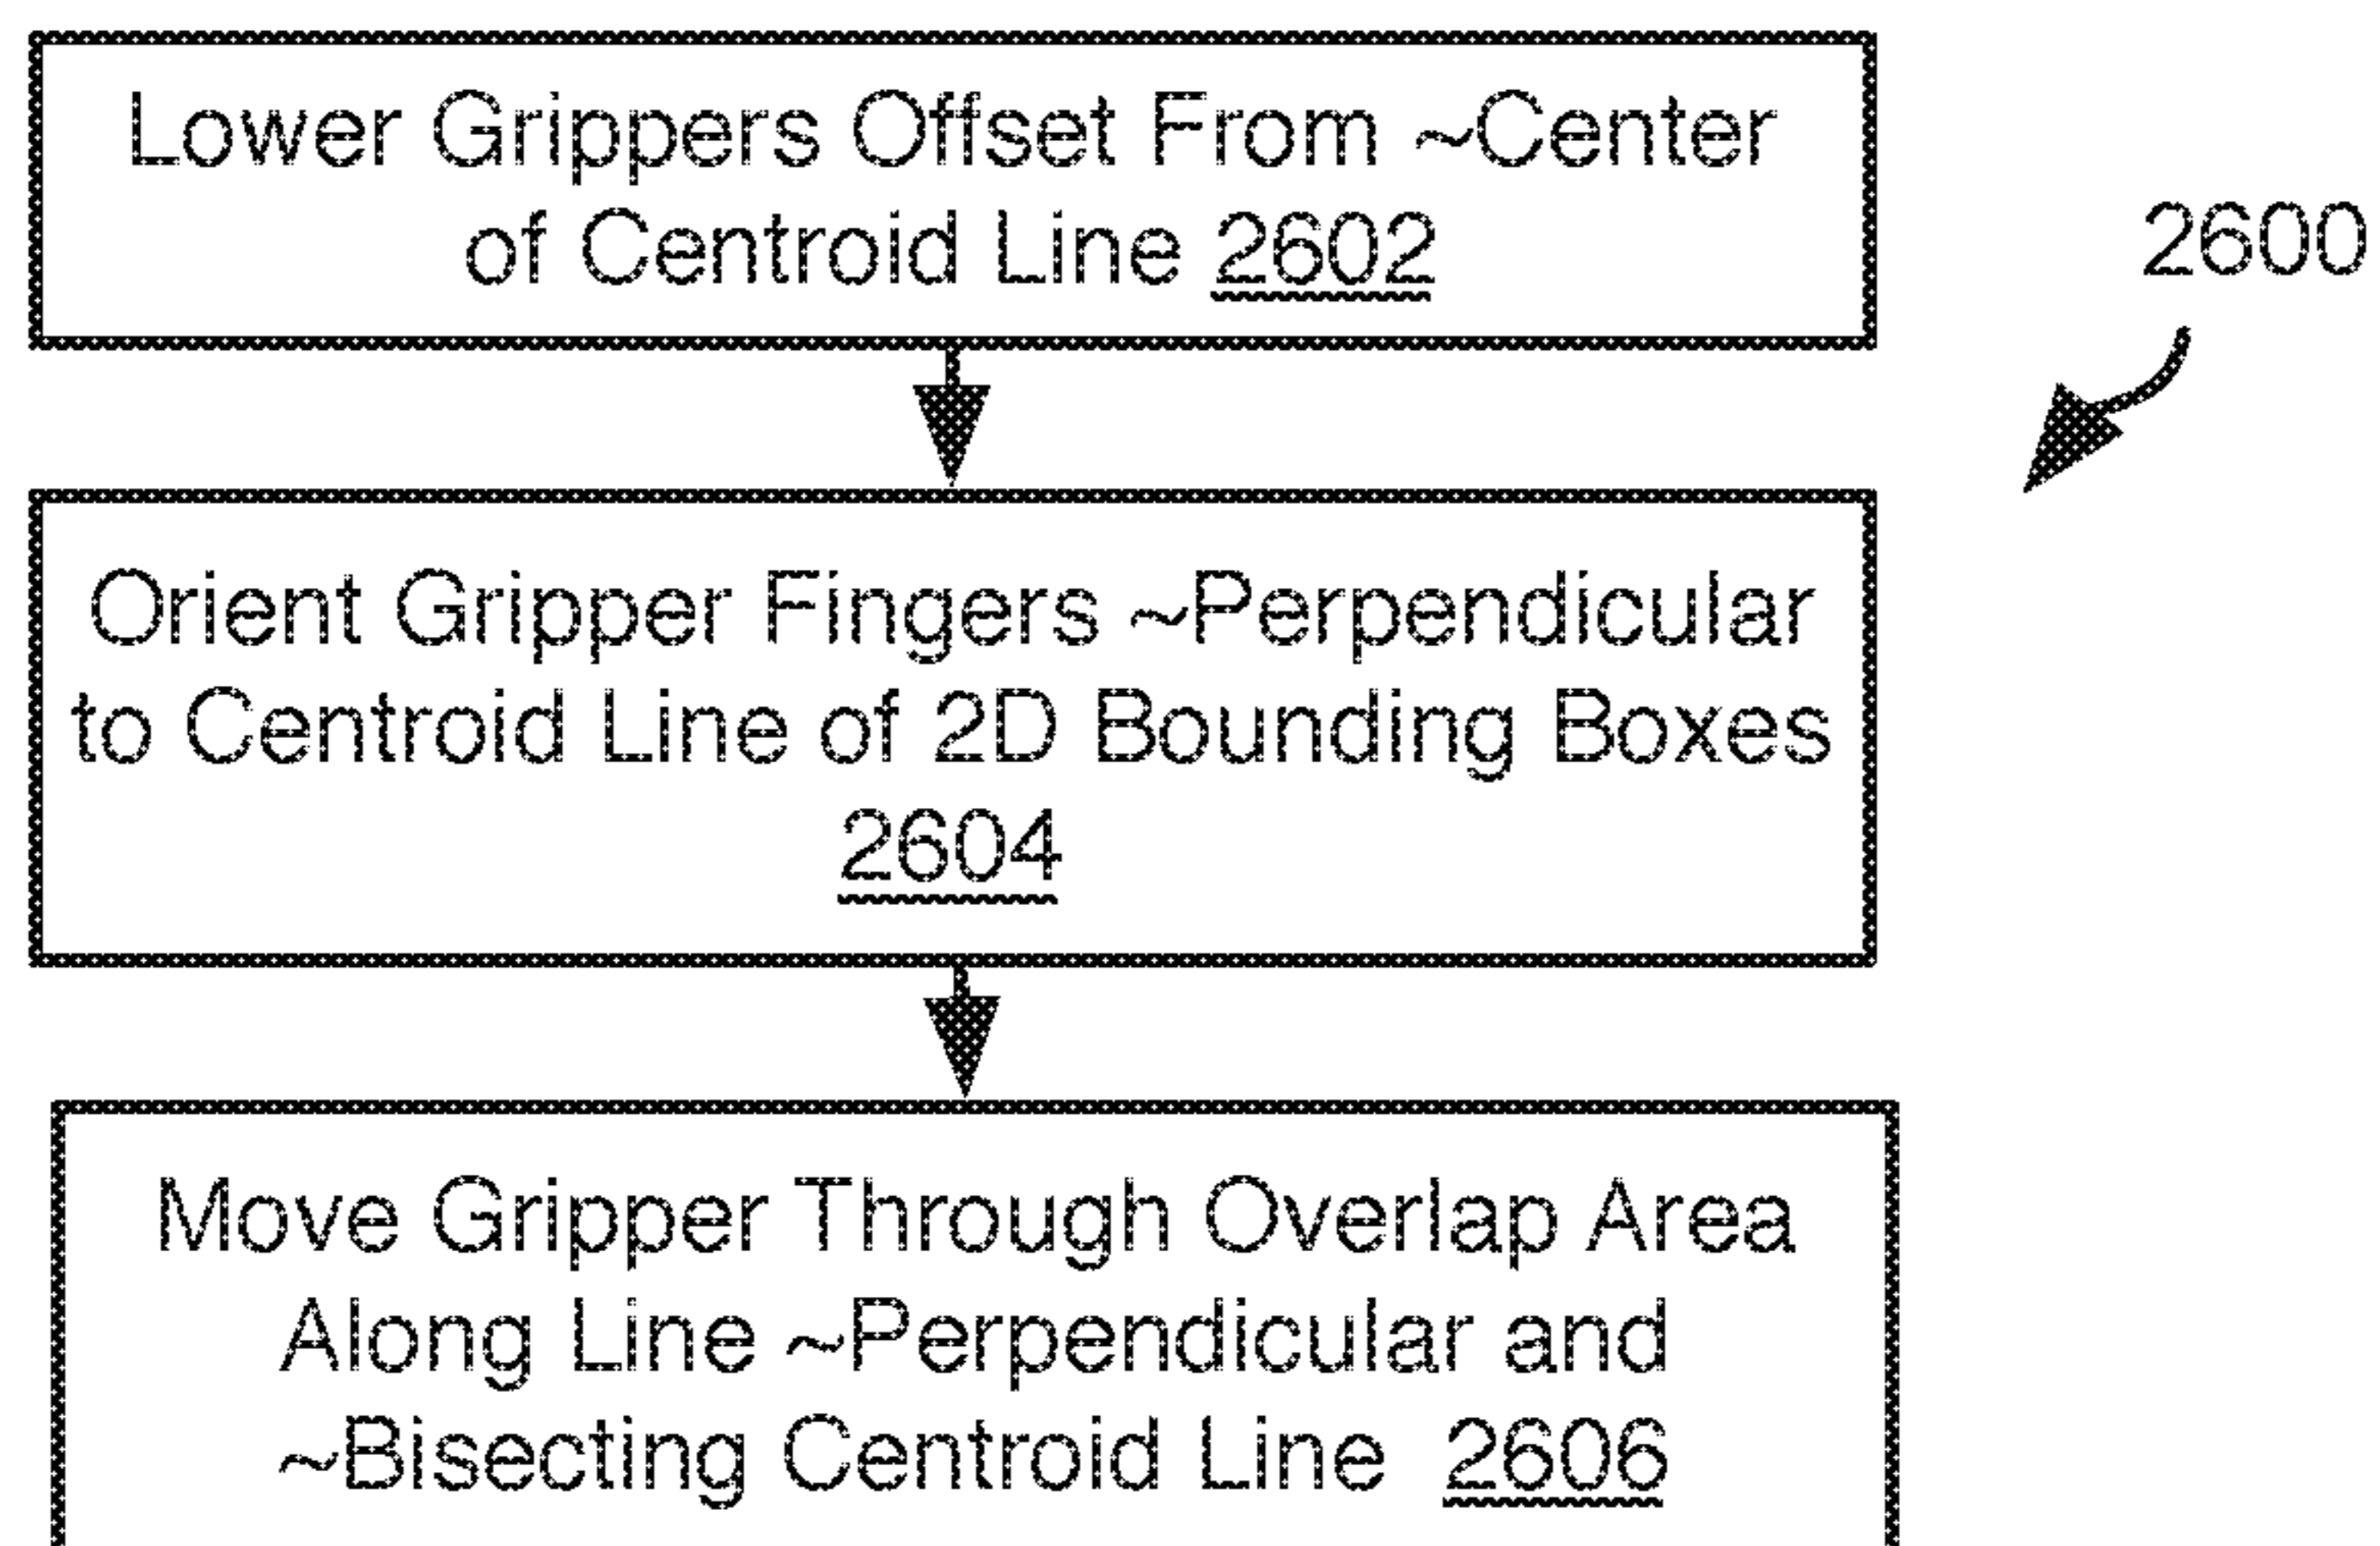 Lower Grippers Offset From ~Center
of Centroid Line 2602
2600
Orient Gripper Fingers ~Perpendicular
to Centroid Line of 2D Bounding Boxes
2604
Move Gripper Through Overlap Area
Along Line ~Perpendicular and
~Bisecting Centroid Line 2606